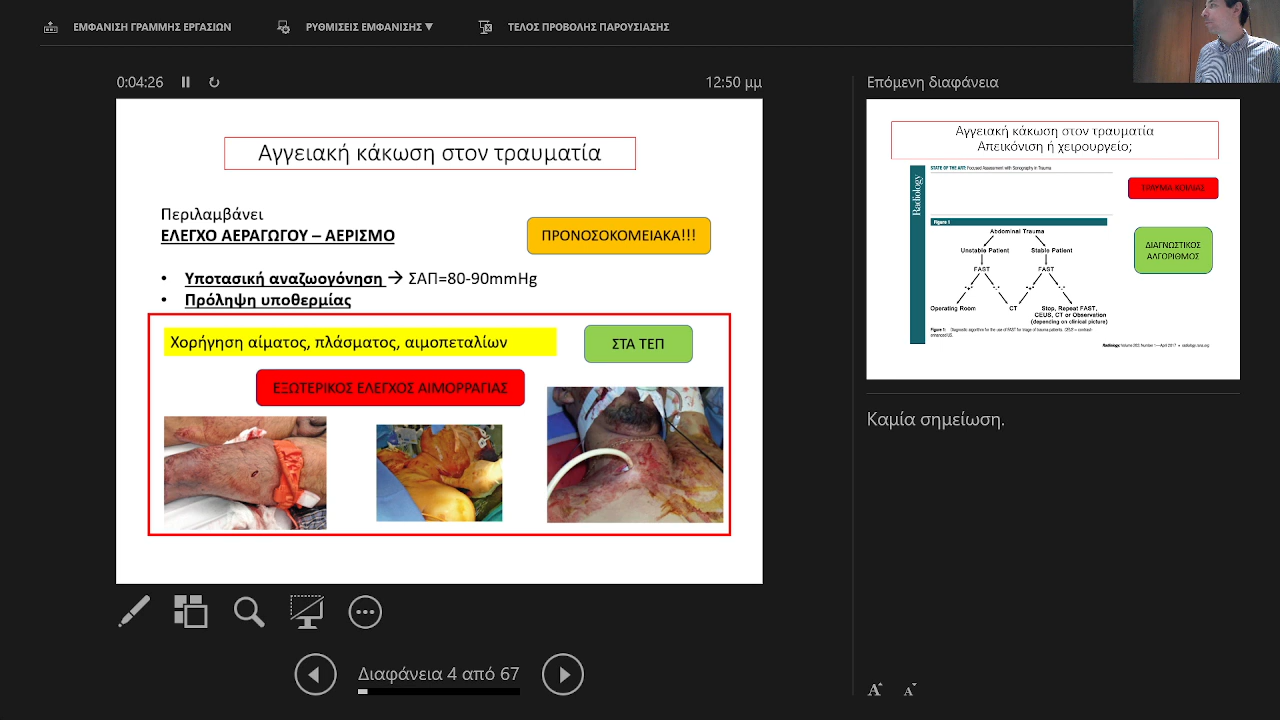 ΕΜΦΑΝΙΣΗ ΓΡΑΜΜΗΣ ΕΡΓΑΣΙΩΝ
ΡΥΘΜΙΣΕΙΣ ΕΜΦΑΝΙΣΗΣ ▼
ΤΕΛΟΣ ΠΡΟΒΟΛΗΣ ΠΑΡΟΥΣΙΑΣΗΣ
0:04:26
12:50 μμ
Αγγειακή κάκωση στον τραυματία
Περιλαμβάνει
ΕΛΕΓΧΟ ΑΕΡΑΓΩΓΟΥ – ΑΕΡΙΣΜΟ
ΠΡΟΝΟΣΟΚΟΜΕΙΑΚΑ!!!
• Υποτασική αναζωογόνηση → ΣΑΠ=80-90mmHg
• Πρόληψη υποθερμίας
Χορήγηση αίματος, πλάσματος, αιμοπεταλίων
ΣΤΑ ΤΕΠ
ΕΞΩΤΕΡΙΚΟΣ ΕΛΕΓΧΟΣ ΑΙΜΟΡΡΑΓΙΑΣ
Διαφάνεια 4 από 67
Επόμενη διαφάνεια
Αγγειακή κάκωση στον τραυματία
Απεικόνιση ή χειρουργείο;
STATE OF THE ART: Focused Assessment with Sonography in Trauma
Radiology
ΤΡΑΥΜΑ ΚΟΙΛΙΑΣ
Figure 1
Abdominal Trauma
Unstable Patient
Stable Patient
FAST
FAST
ΔΙΑΓΝΩΣΤΙΚΟΣ
ΑΛΓΟΡΙΘΜΟΣ
Operating Room
CT
Stop, Repeat FAST,
CEUS, CT or Observation
(depending on clinical picture)
Figure 1: Diagnostic algorithm for the use of FAST for triage of trauma patients. CEUS = contrast-
enhanced US.
Radiology: Volume 283: Number 1—April 2017 • radiology.rsna.org
Καμία σημείωση.
A
A